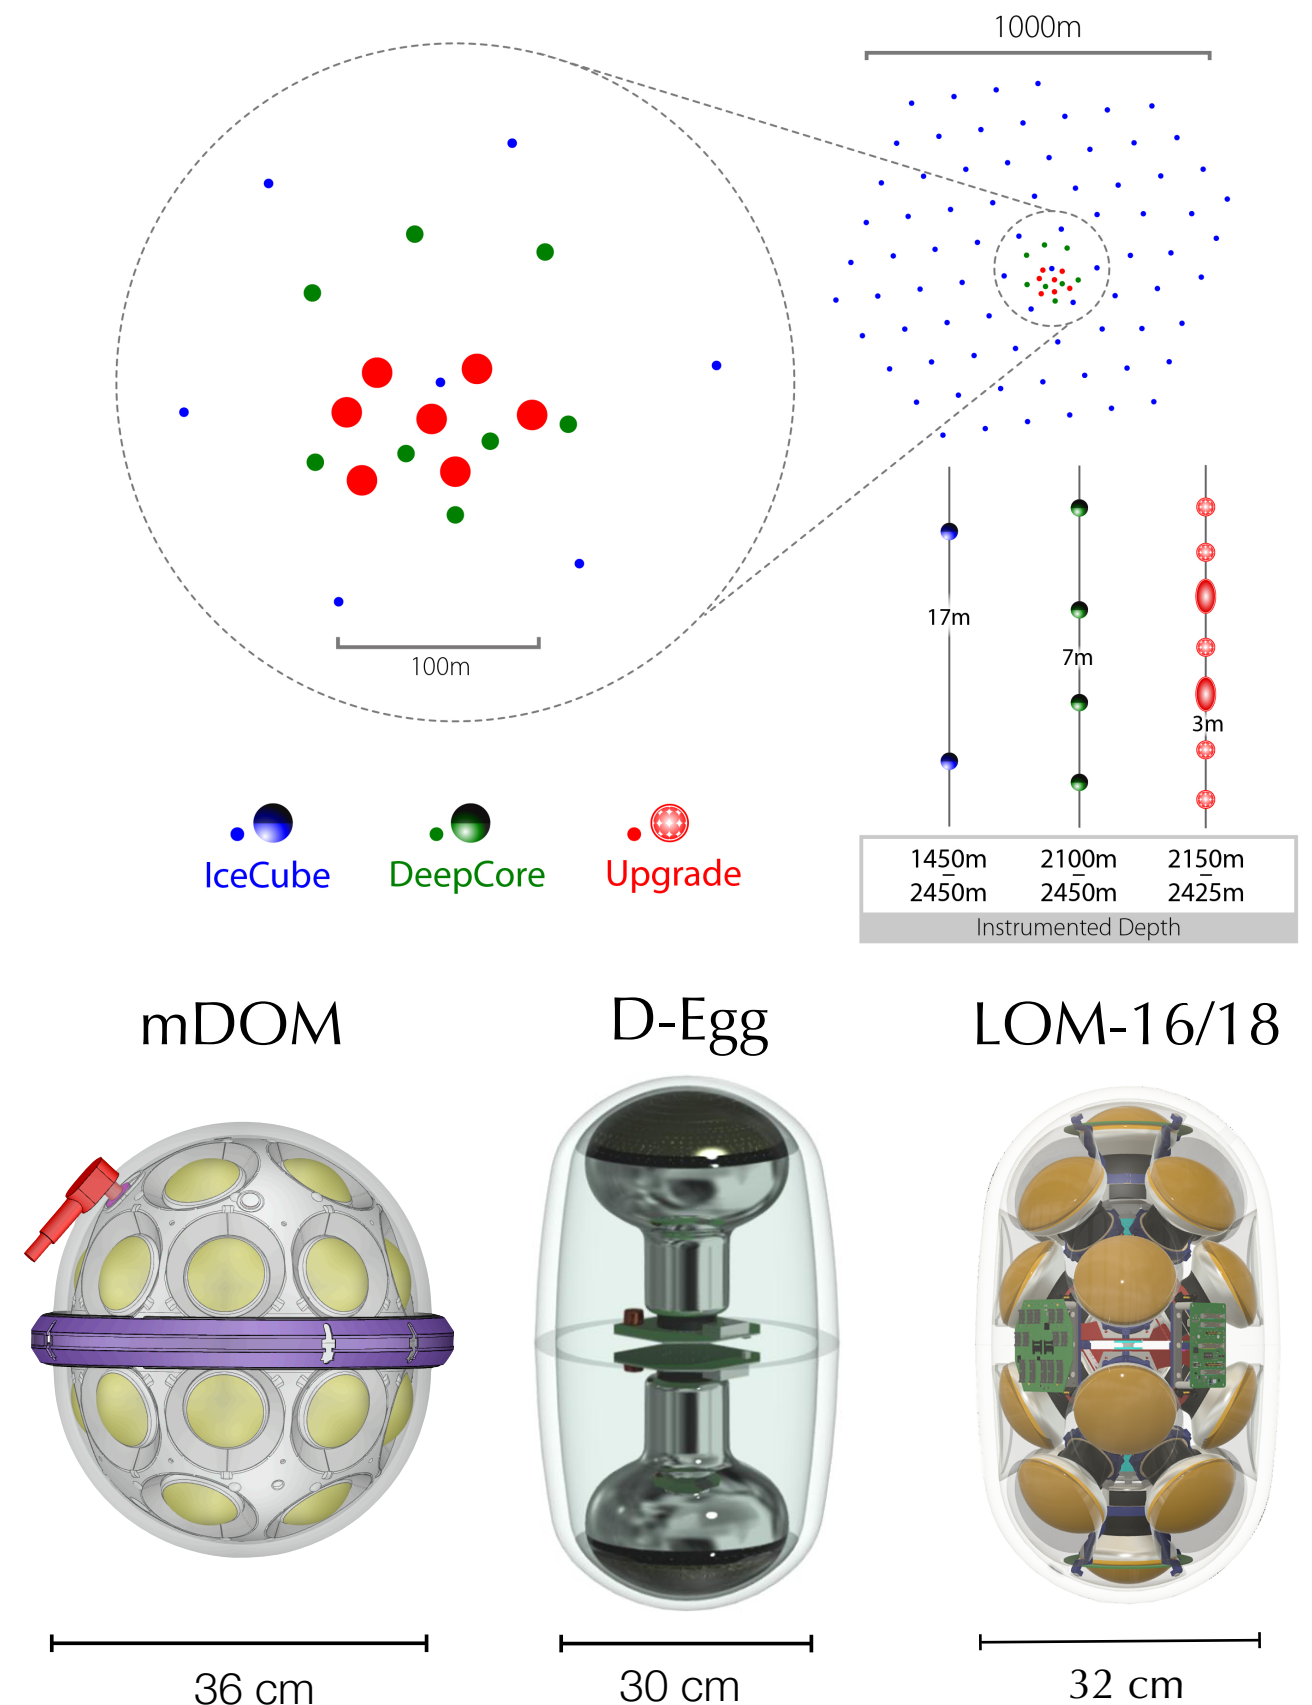 1000m
100m
17m
7m
3m
IceCube
DeepCore
Upgrade
1450m – 2450m
2100m – 2450m
2150m – 2425m
Instrumented Depth
mDOM
D-Egg
LOM-16/18
36 cm
30 cm
32 cm